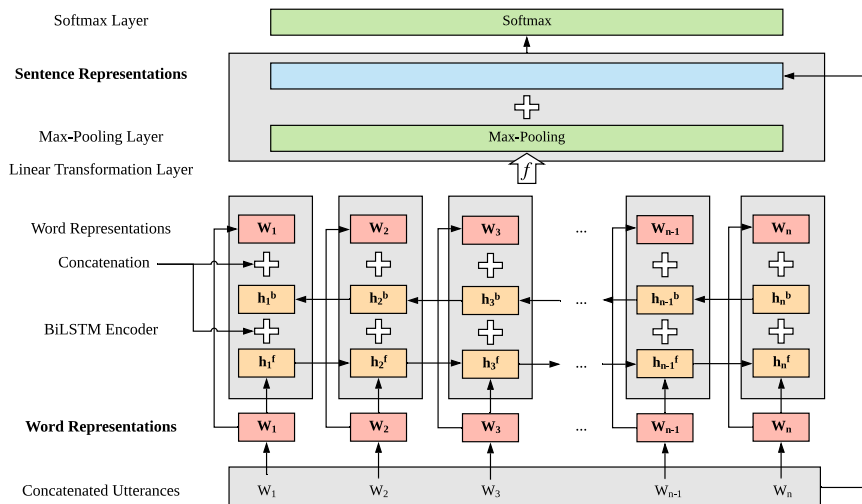 Softmax Layer Softmax
Sentence Representations
Max-Pooling Layer Max-Pooling
Linear Transformation Layer f
Word Representations W1 W2 W3 ... Wn-1 Wn
Concatenation
h1b h2b h3b ... hn-1b hnb
BiLSTM Encoder
h1f h2f h3f ... hn-1f hnf
Word Representations W1 W2 W3 ... Wn-1 Wn
Concatenated Utterances W1 W2 W3 Wn-1 Wn